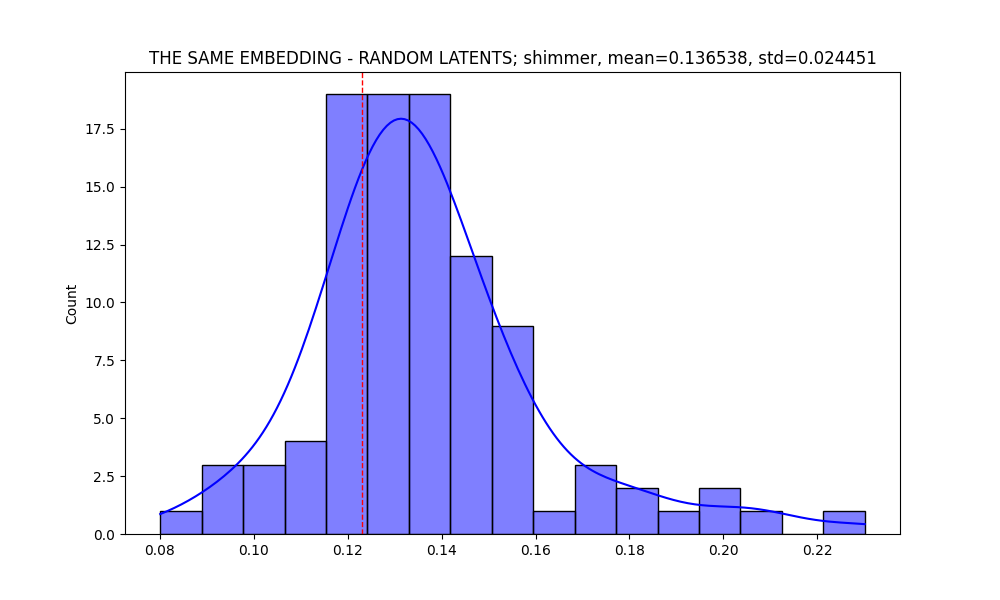 THE SAME EMBEDDING - RANDOM LATENTS; shimmer, mean=0.136538, std=0.024451
Count
17.5
15.0
12.5
10.0
7.5
5.0
2.5
0.0
0.08 0.10 0.12 0.14 0.16 0.18 0.20 0.22